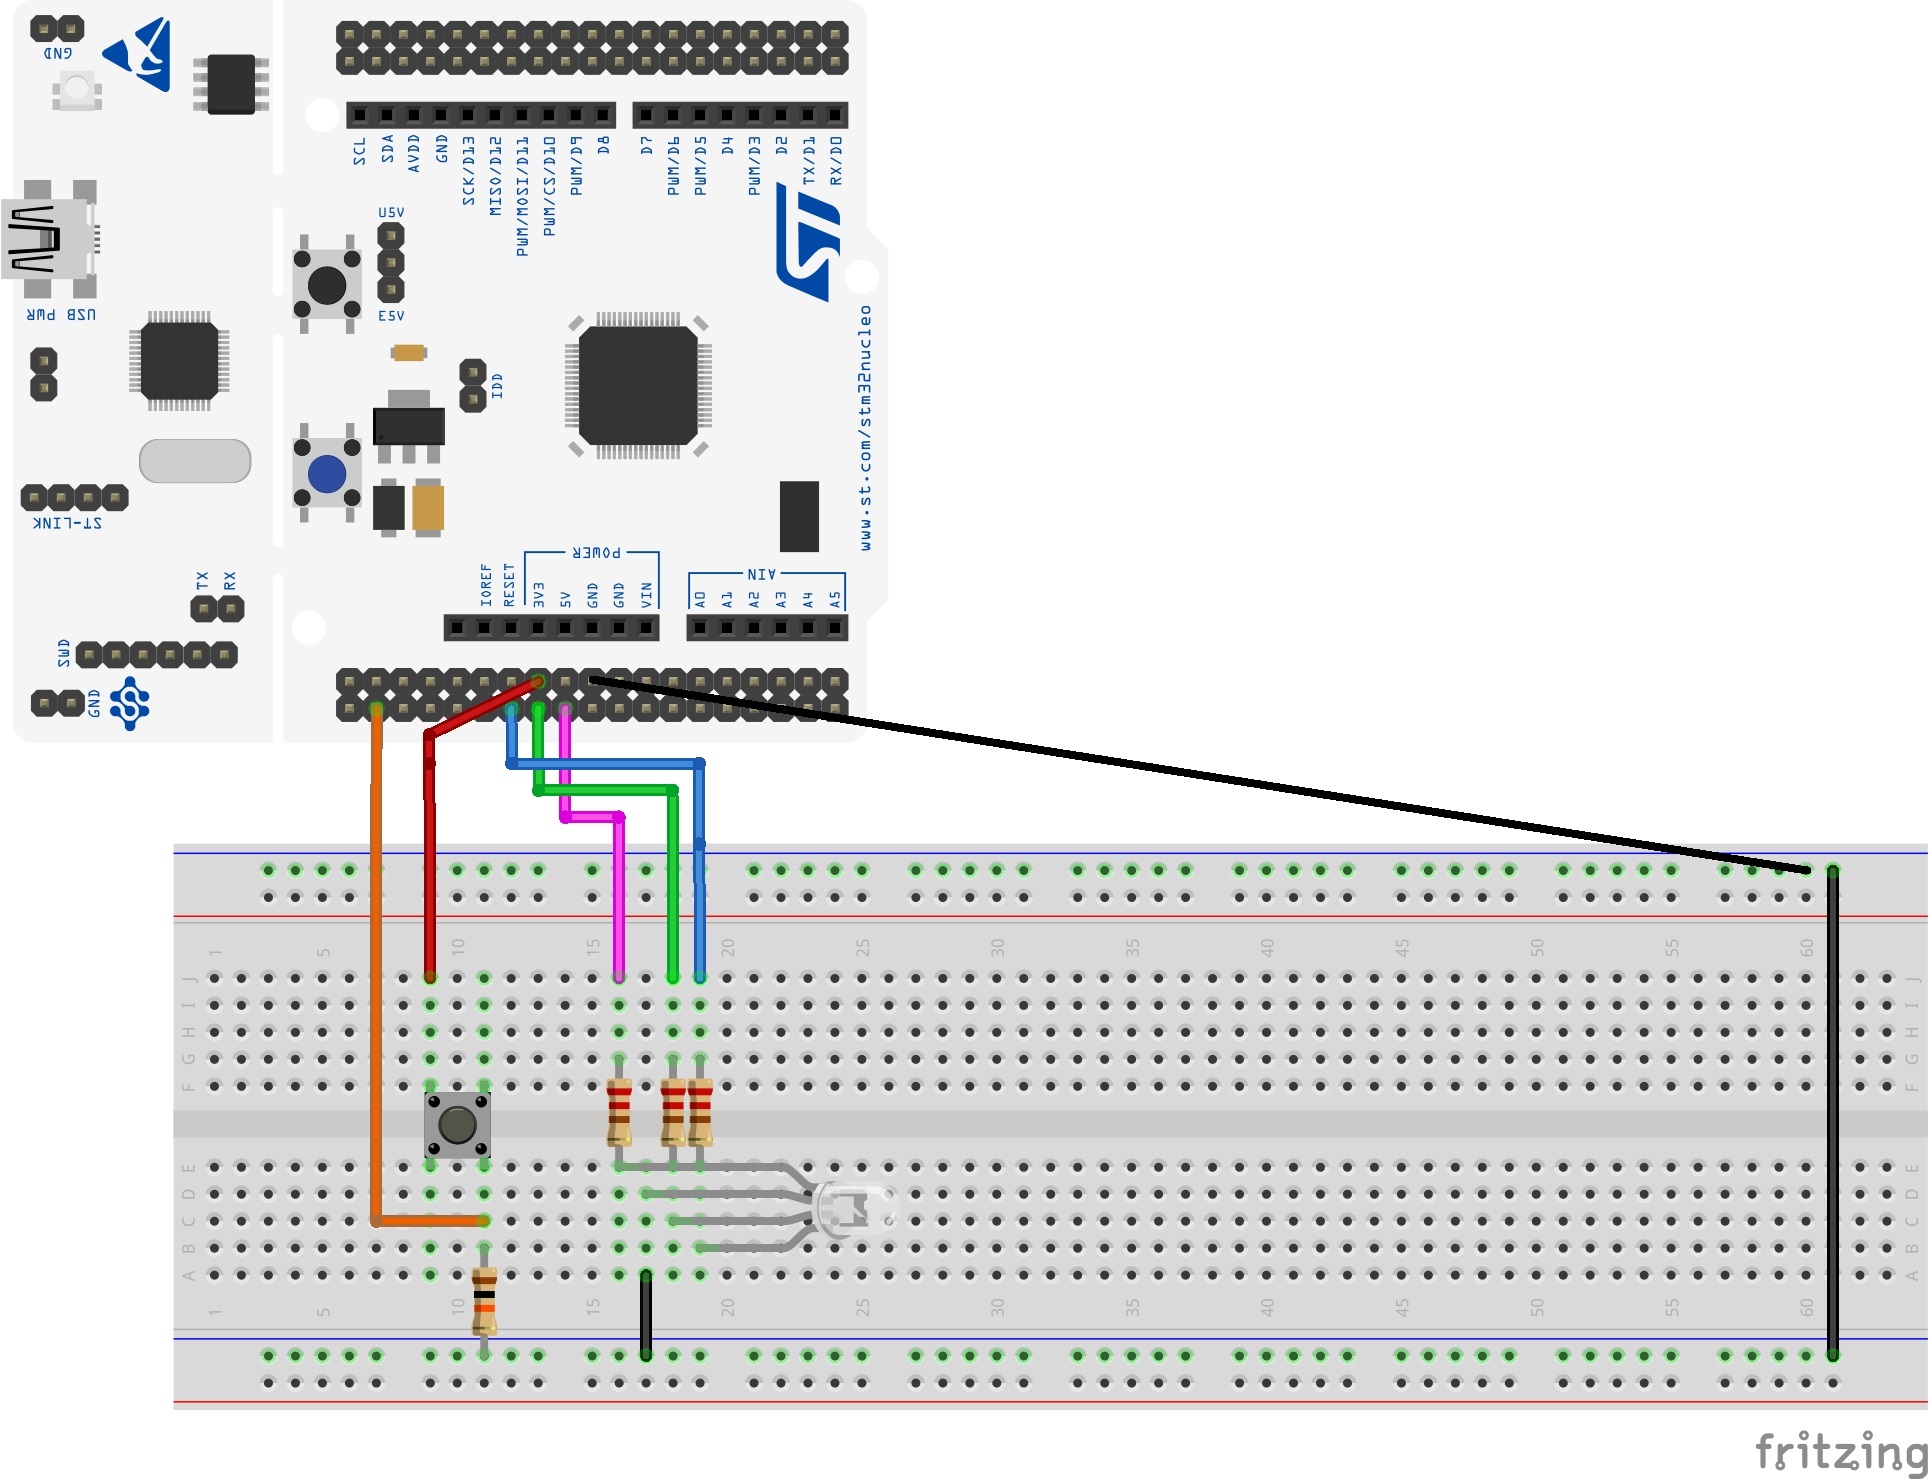 GND
SCL
SDA
AVDD
GND
SCK/D13
MISO/D12
PWM/MOSI/D11
PWM/CS/D10
PWM/D9
D8
D7
PWM/D6
PWM/D5
D4
PWM/D3
D2
TX/D1
RX/D0
ST
U5V
E5V
USB PWR
IDD
www.st.com/stm32nucleo
ST-LINK
POWER
IOREF
RESET
3V3
5V
GND
GND
VIN
AIN
A0
A1
A2
A3
A4
A5
TX
RX
SWD
GND
1 5 10 15 20 25 30 35 40 45 50 55 60
J J
I I
H H
G G
F F
E E
D D
C C
B B
A A
1 5 10 15 20 25 30 35 40 45 50 55 60
fritzing